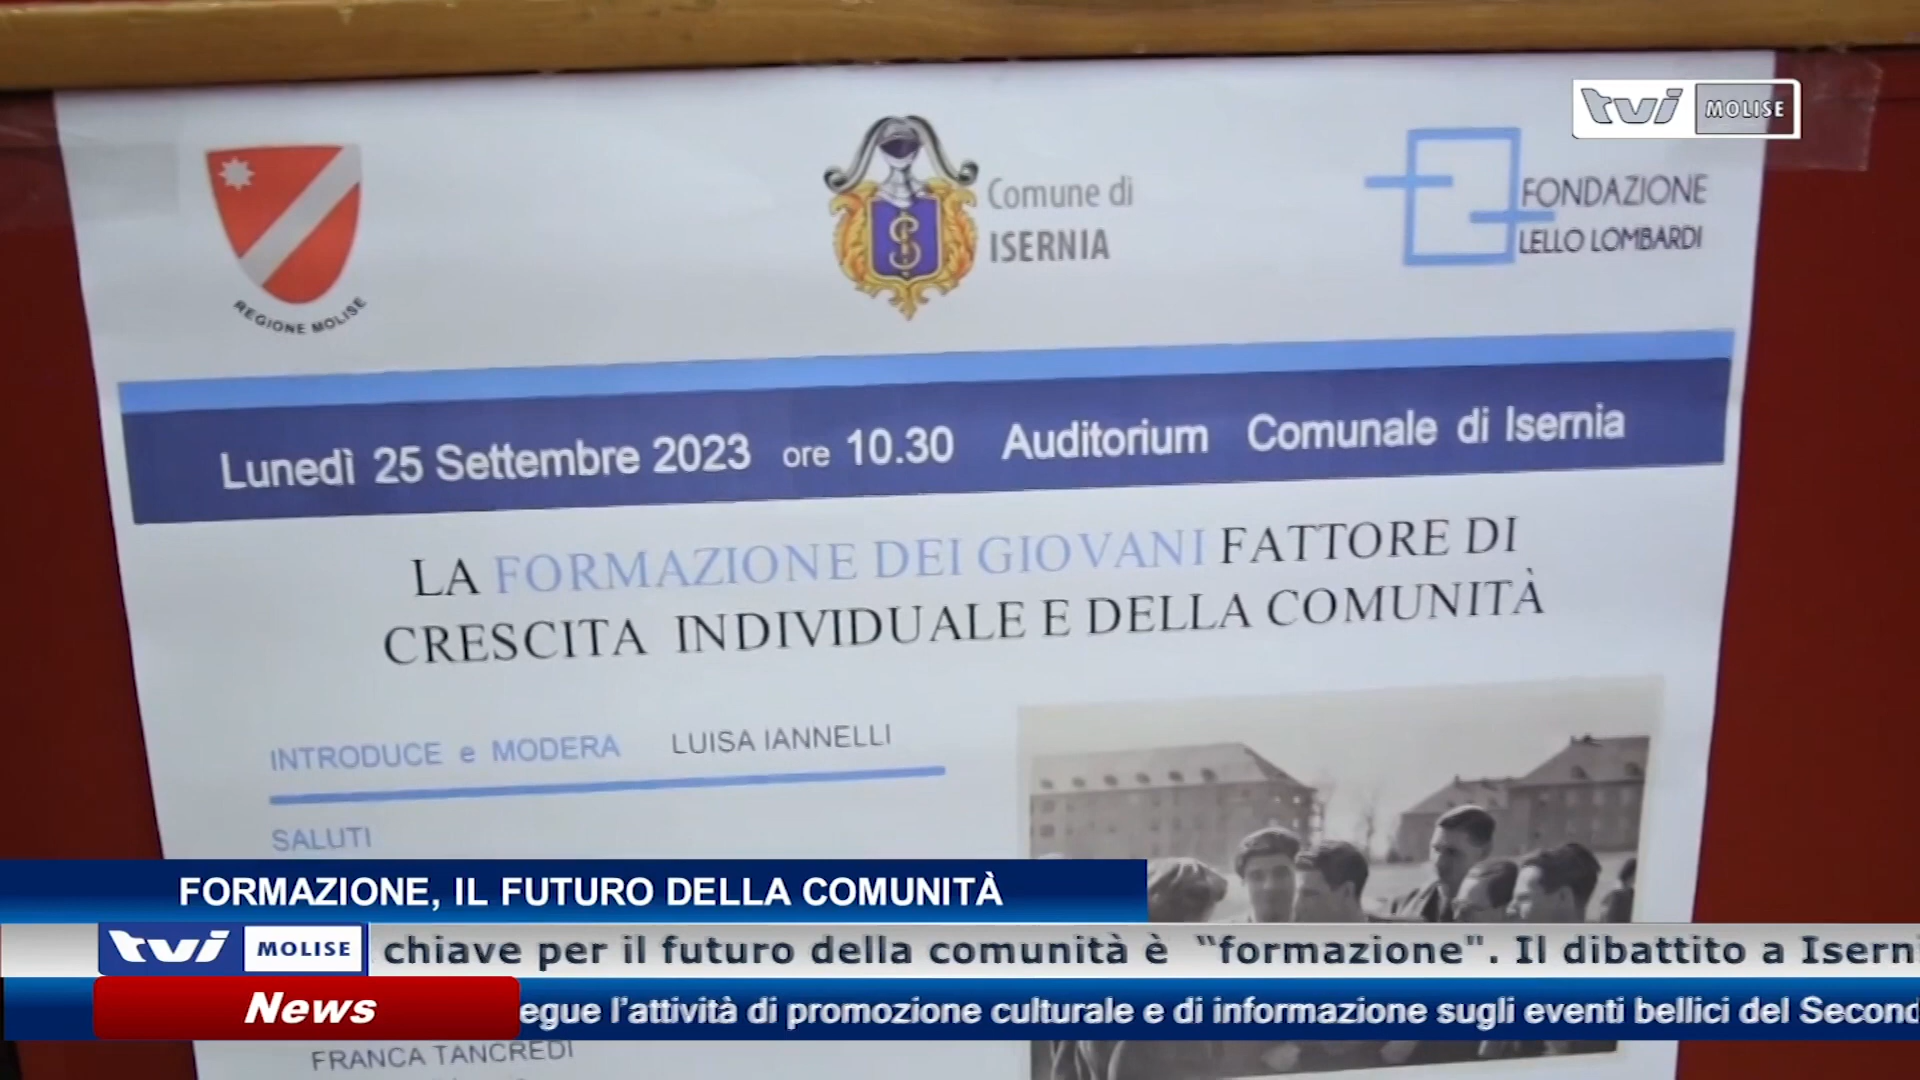 tvi MOLISE
REGIONE MOLISE
Comune di
ISERNIA
FONDAZIONE
LELLO LOMBARDI
Lunedì 25 Settembre 2023 ore 10.30 Auditorium Comunale di Isernia
LA FORMAZIONE DEI GIOVANI FATTORE DI
CRESCITA INDIVIDUALE E DELLA COMUNITÀ
INTRODUCE e MODERA LUISA IANNELLI
SALUTI
FORMAZIONE, IL FUTURO DELLA COMUNITÀ
tvi MOLISE chiave per il futuro della comunità è “formazione". Il dibattito a Iserni
News egue l’attività di promozione culturale e di informazione sugli eventi bellici del Second
FRANCA TANCREDI